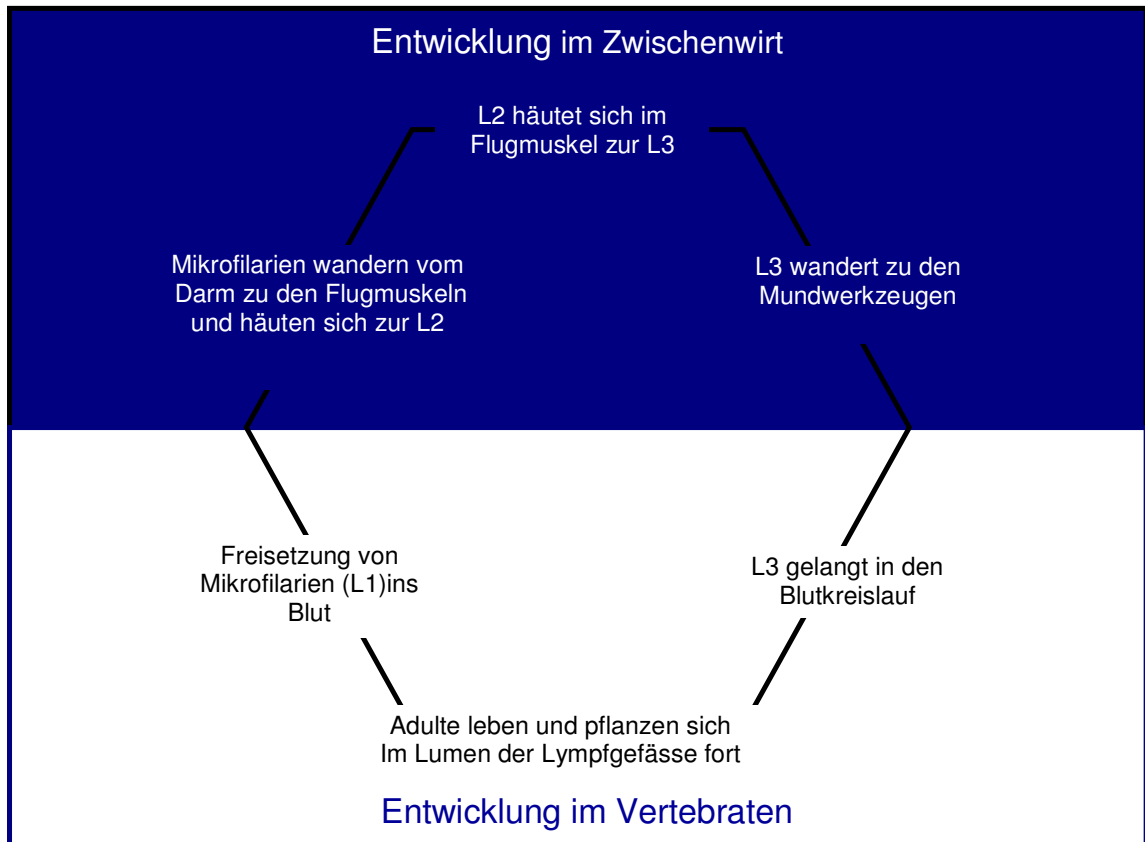 Entwicklung im Zwischenwirt
L2 häutet sich im
Flugmuskel zur L3
Mikrofilarien wandern vom
Darm zu den Flugmuskeln
und häuten sich zur L2
L3 wandert zu den
Mundwerkzeugen
Freisetzung von
Mikrofilarien (L1)ins
Blut
L3 gelangt in den
Blutkreislauf
Adulte leben und pflanzen sich
Im Lumen der Lympfgefässe fort
Entwicklung im Vertebraten